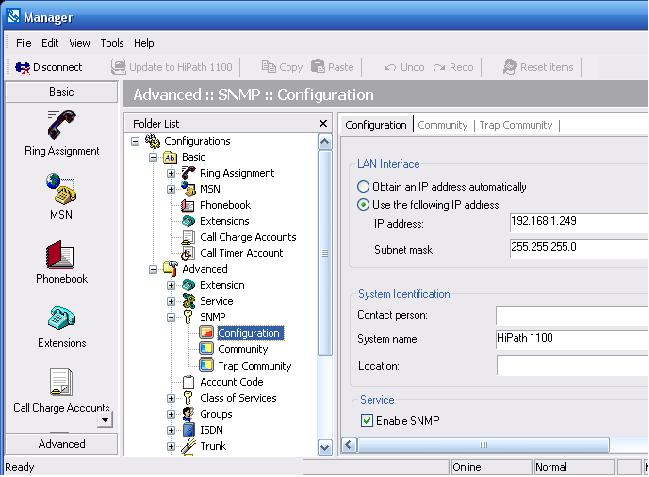 Manager
File Edit View Tools Help
Disconnect Update to HiPath 1100 Copy Paste Undo Redo Reset items
Basic
Advanced :: SNMP :: Configuration
Ring Assignment
MSN
Phonebook
Extensions
Call Charge Accounts
Advanced
Folder List
Configurations
Basic
Ring Assignment
MSN
Phonebook
Extensions
Call Charge Accounts
Call Timer Account
Advanced
Extension
Service
SNMP
Configuration
Community
Trap Community
Account Code
Class of Services
Groups
ISDN
Trunk
Configuration Community Trap Community
LAN Interface
Obtain an IP address automatically
Use the following IP address
IP address: 192.168.1.249
Subnet mask 255.255.255.0
System Identification
Contact person:
System name HiPath 1100
Location:
Service
Enable SNMP
Ready Online Normal